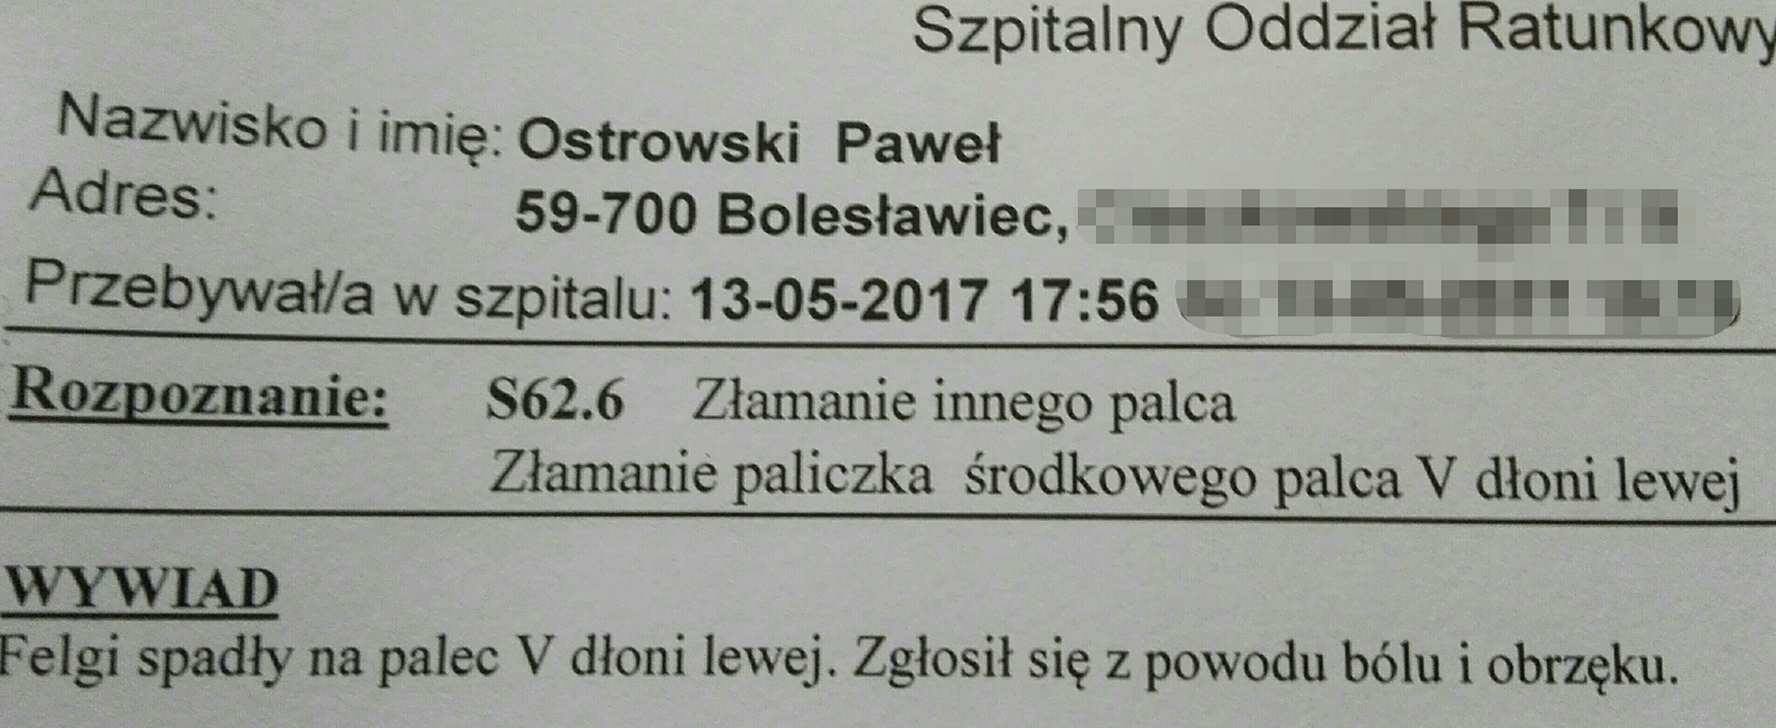 Szpitalny Oddział Ratunkowy
Nazwisko i imię: Ostrowski Paweł
Adres: 59-700 Bolesławiec,
Przebywał/a w szpitalu: 13-05-2017 17:56
Rozpoznanie: S62.6 Złamanie innego palca
Złamanie paliczka środkowego palca V dłoni lewej
WYWIAD
Felgi spadły na palec V dłoni lewej. Zgłosił się z powodu bólu i obrzęku.